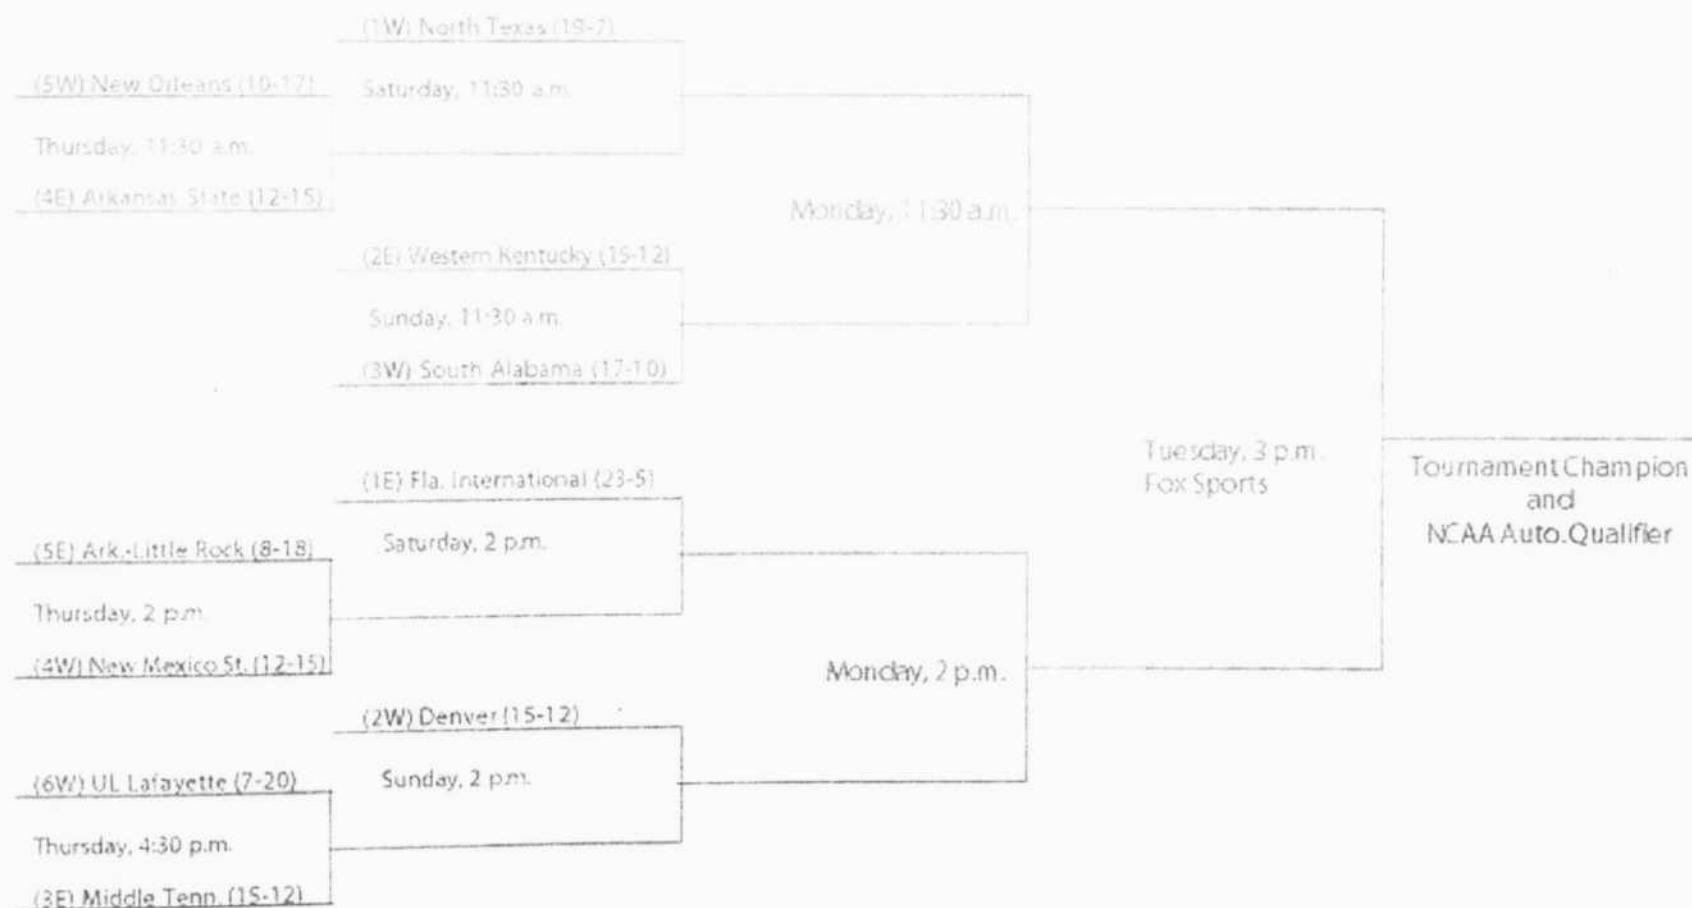 (1W) North Texas (19-7)
(5W) New Orleans (10-17)
Saturday, 11:30 a.m.
Thursday, 11:30 a.m.
(4E) Arkansas State (12-15)
Monday, 11:30 a.m.
(2E) Western Kentucky (15-12)
Sunday, 11:30 a.m.
(3W) South Alabama (17-10)
Tuesday, 3 p.m.
Fox Sports
Tournament Champion
and
NCAA Auto.Qualifier
(1E) Fla. International (23-5)
(5E) Ark.-Little Rock (8-18)
Saturday, 2 p.m.
Thursday, 2 p.m.
(4W) New Mexico St. (12-15)
Monday, 2 p.m.
(2W) Denver (15-12)
(6W) UL Lafayette (7-20)
Sunday, 2 p.m.
Thursday, 4:30 p.m.
(3E) Middle Tenn. (15-12)